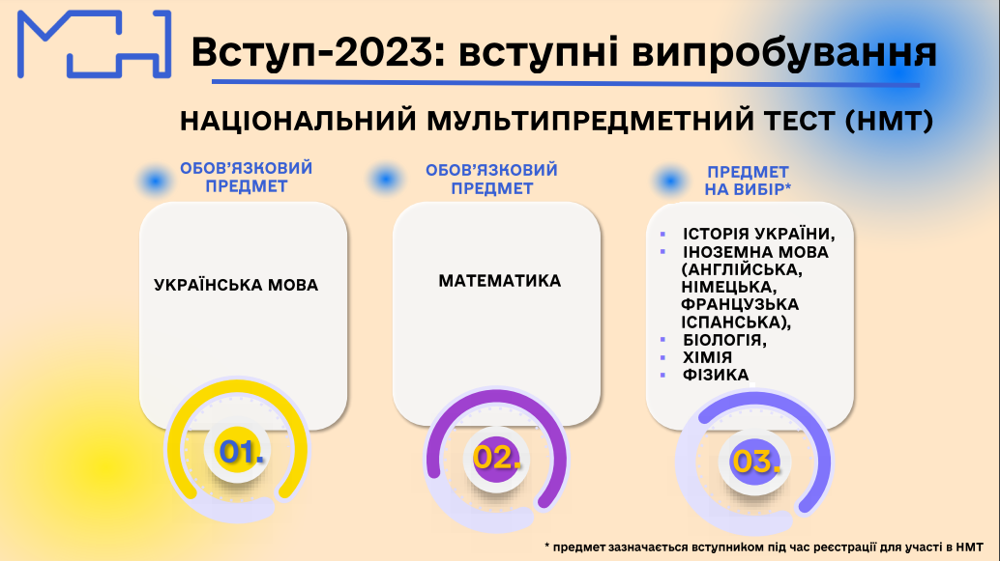 МОН
Вступ-2023: вступні випробування
НАЦІОНАЛЬНИЙ МУЛЬТИПРЕДМЕТНИЙ ТЕСТ (НМТ)
ОБОВ'ЯЗКОВИЙ
ПРЕДМЕТ
УКРАЇНСЬКА МОВА
01.
ОБОВ'ЯЗКОВИЙ
ПРЕДМЕТ
МАТЕМАТИКА
02.
ПРЕДМЕТ
НА ВИБІР*
▪ ІСТОРІЯ УКРАЇНИ,
▪ ІНОЗЕМНА МОВА
(АНГЛІЙСЬКА,
НІМЕЦЬКА,
ФРАНЦУЗЬКА
ІСПАНСЬКА),
▪ БІОЛОГІЯ,
▪ ХІМІЯ
▪ ФІЗИКА
03.
* предмет зазначається вступником під час реєстрації для участі в НМТ